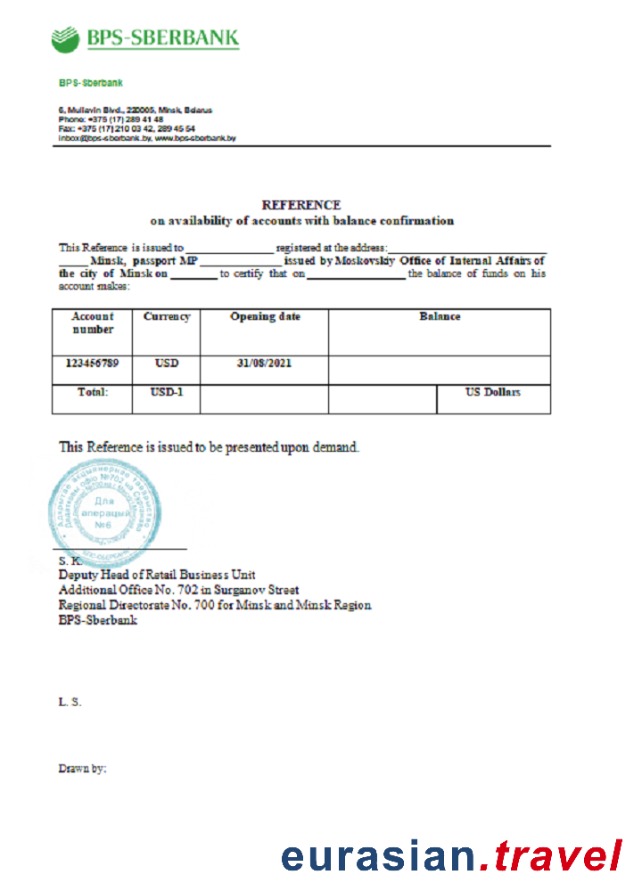 BPS-SBERBANK
BPS-Sberbank
6, Mullavin Blvd., 220005, Minsk, Belarus
Phone: +375 (17) 289 41 48
Fax: +375 (17) 210 03 42, 289 45 54
inbox@bps-sberbank.by, www.bps-sberbank.by
REFERENCE
on availability of accounts with balance confirmation
This Reference is issued to ________________ registered at the address:____________________________
_____ Minsk, passport MP ______________ issued by Moskovskiy Office of Internal Affairs of
the city of Minsk on ________ to certify that on _________________ the balance of funds on his
account makes:
Account number Currency Opening date Balance
123456789 USD 31/08/2021
Total: USD-1 US Dollars
This Reference is issued to be presented upon demand.
Для
аперацый
№6
S. K.
Deputy Head of Retail Business Unit
Additional Office No. 702 in Surganov Street
Regional Directorate No. 700 for Minsk and Minsk Region
BPS-Sberbank
L. S.
Drawn by:
eurasian.travel